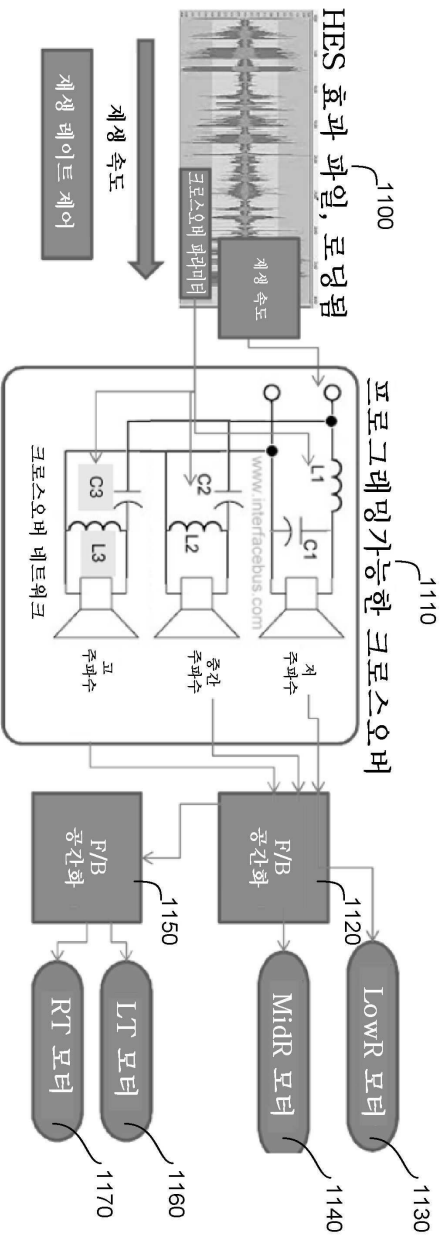 HES 효과 파일, 로딩됨
1100
재생 속도
크로스오버 파라미터
재생 속도
재생 레이트 제어
프로그래밍가능한 크로스오버
1110
L1
C1
www.interfacebus.com
C2
L2
C3
L3
저
주파수
중간
주파수
고
주파수
크로스오버 네트워크
F/B
공간화
1120
F/B
공간화
1150
LowR 모터
1130
MidR 모터
1140
LT 모터
1160
RT 모터
1170